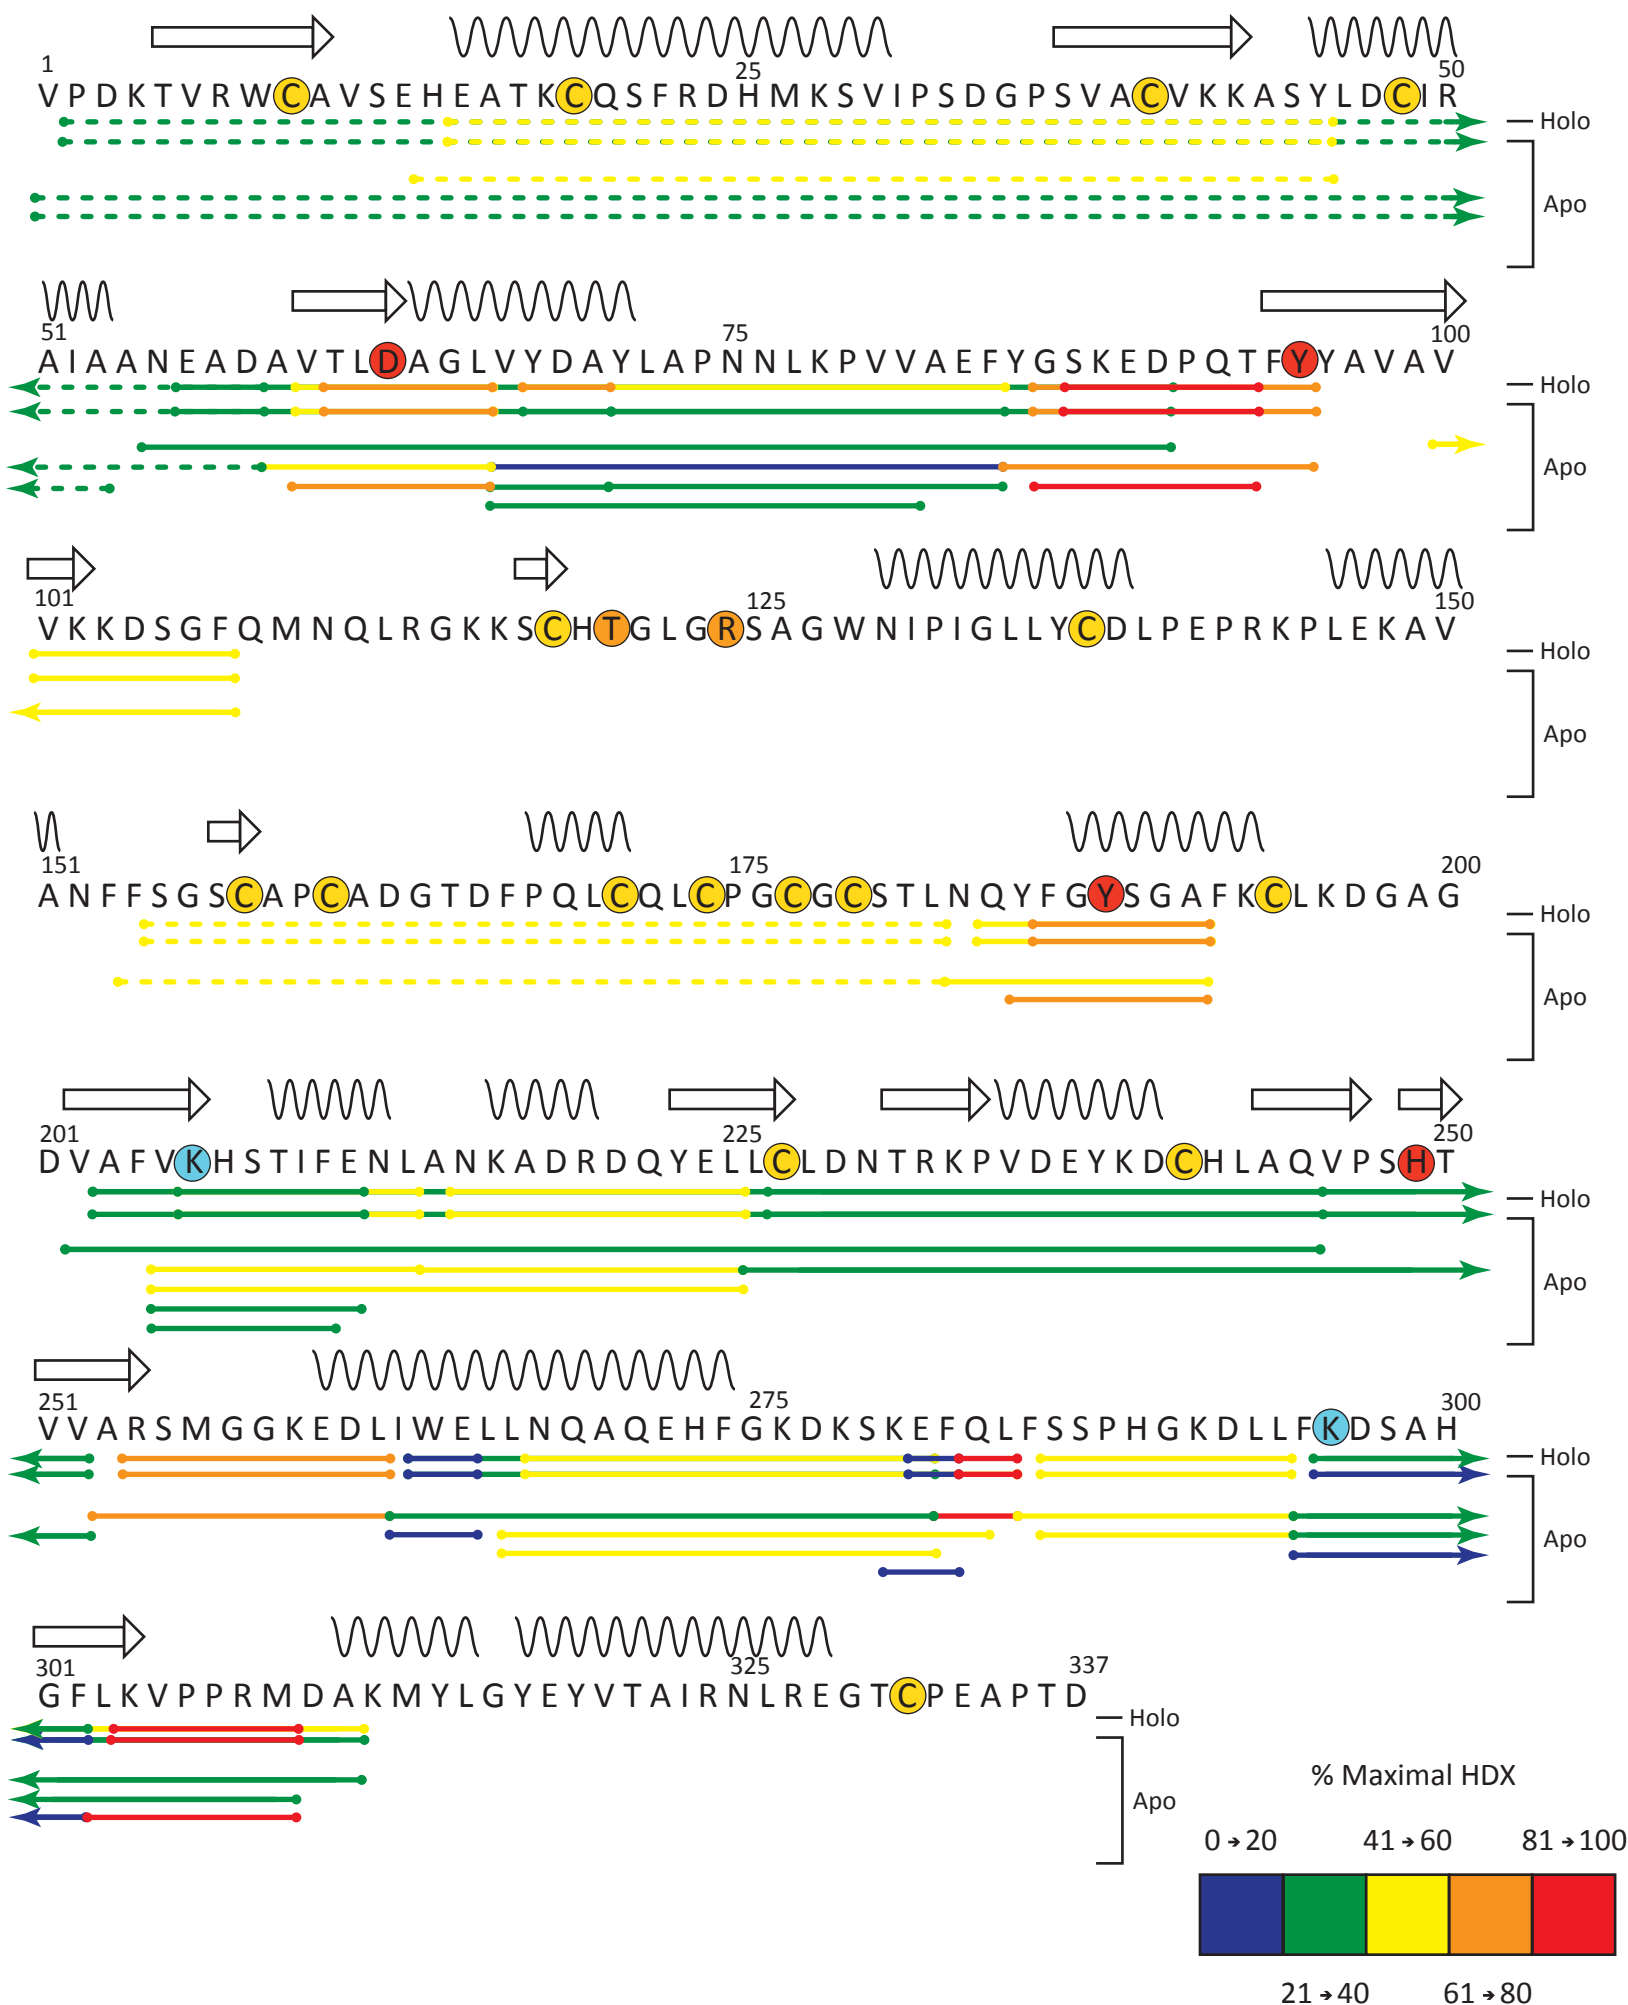 1 25 50
VPDKTVRWCAVSEHEATKCQSFRDHMKSVIPSDGPSVACVKKASYLDCIR
Holo
Apo
51 75 100
AIAANEADAVTLDAGLVYDAYLAPNNLKPVVAEFYGSKEDPQTFYYAVAV
Holo
Apo
101 125 150
VKKDSGFQMNQLRGKKSCHTGLGRSAGWNIPIGLLYCDLPEPRKPLEKAV
Holo
Apo
151 175 200
ANFFSGSCAPCADGTDFPQLCQLCPGCGCSTLNQYFGYSGAFKCLKDGAG
Holo
Apo
201 225 250
DVAFVKHSTIFENLANKADRDQYELLCLDNTRKPVDEYKDCHLAQVPSHT
Holo
Apo
251 275 300
VVARSMGGKEDLIWELLNQAQEHFGKDKSKEFQLFSSPHGKDLLFKDSAH
Holo
Apo
301 325 337
GFLKVPPRMDAKMYLGYEYVTAIRNLREGTCPEAPTD
Holo
Apo
% Maximal HDX
0→20 41→60 81→100
21→40 61→80